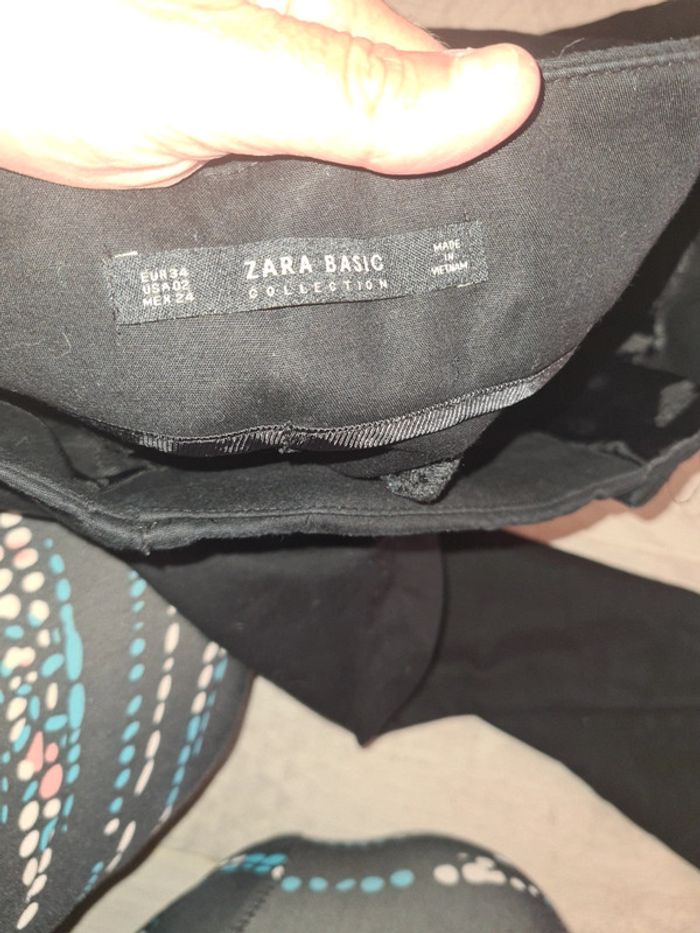 EUR 34
USA 02
MEX 24
ZARA BASIC
COLLECTION
MADE
IN
VIETNAM